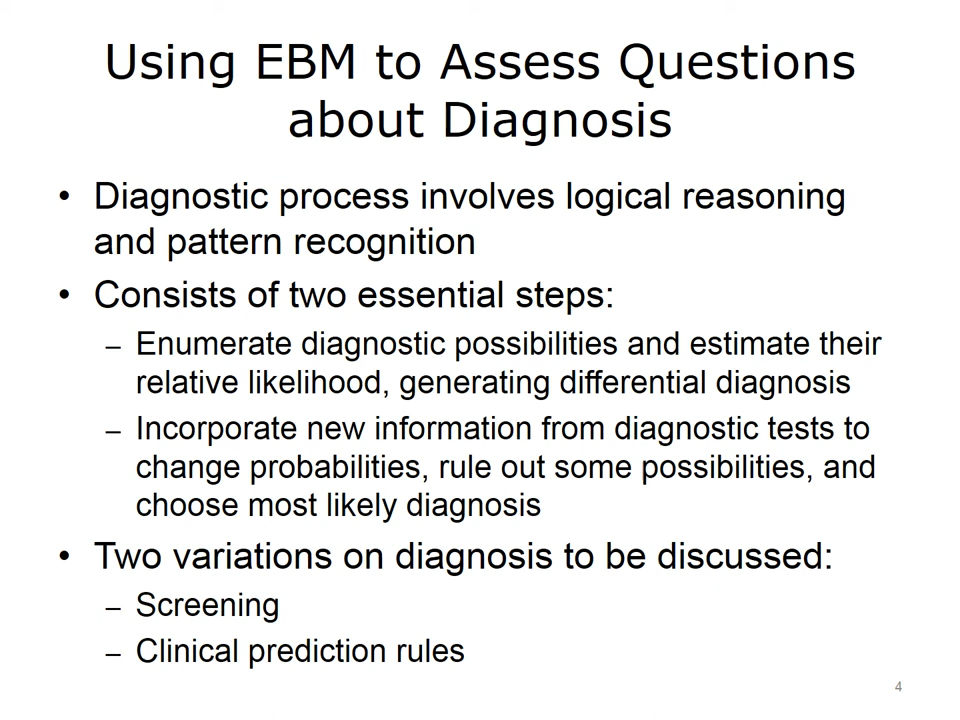 Using EBM to Assess Questions
about Diagnosis
• Diagnostic process involves logical reasoning
and pattern recognition
• Consists of two essential steps:
– Enumerate diagnostic possibilities and estimate their
relative likelihood, generating differential diagnosis
– Incorporate new information from diagnostic tests to
change probabilities, rule out some possibilities, and
choose most likely diagnosis
• Two variations on diagnosis to be discussed:
– Screening
– Clinical prediction rules
4